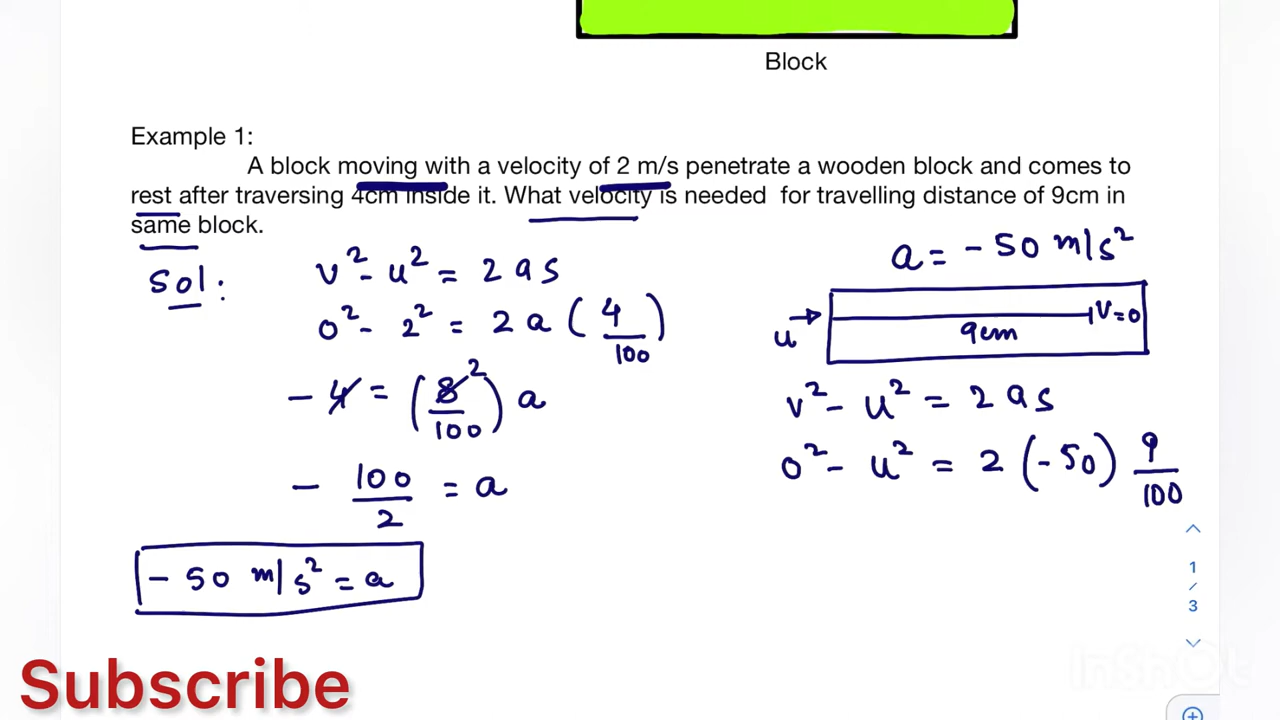 Block
Example 1:
A block moving with a velocity of 2 m/s penetrate a wooden block and comes to
rest after traversing 4cm inside it. What velocity is needed for travelling distance of 9cm in
same block.
Sol:
v² - u² = 2as
0² - 2² = 2a (4/100)
- 4 = (8/100)² a
- 100/2 = a
- 50 m/s² = a
a = - 50 m/s²
u
9cm
V=0
v² - u² = 2as
0² - u² = 2 (-50) 9/100
1
/
3
Subscribe
InShOt